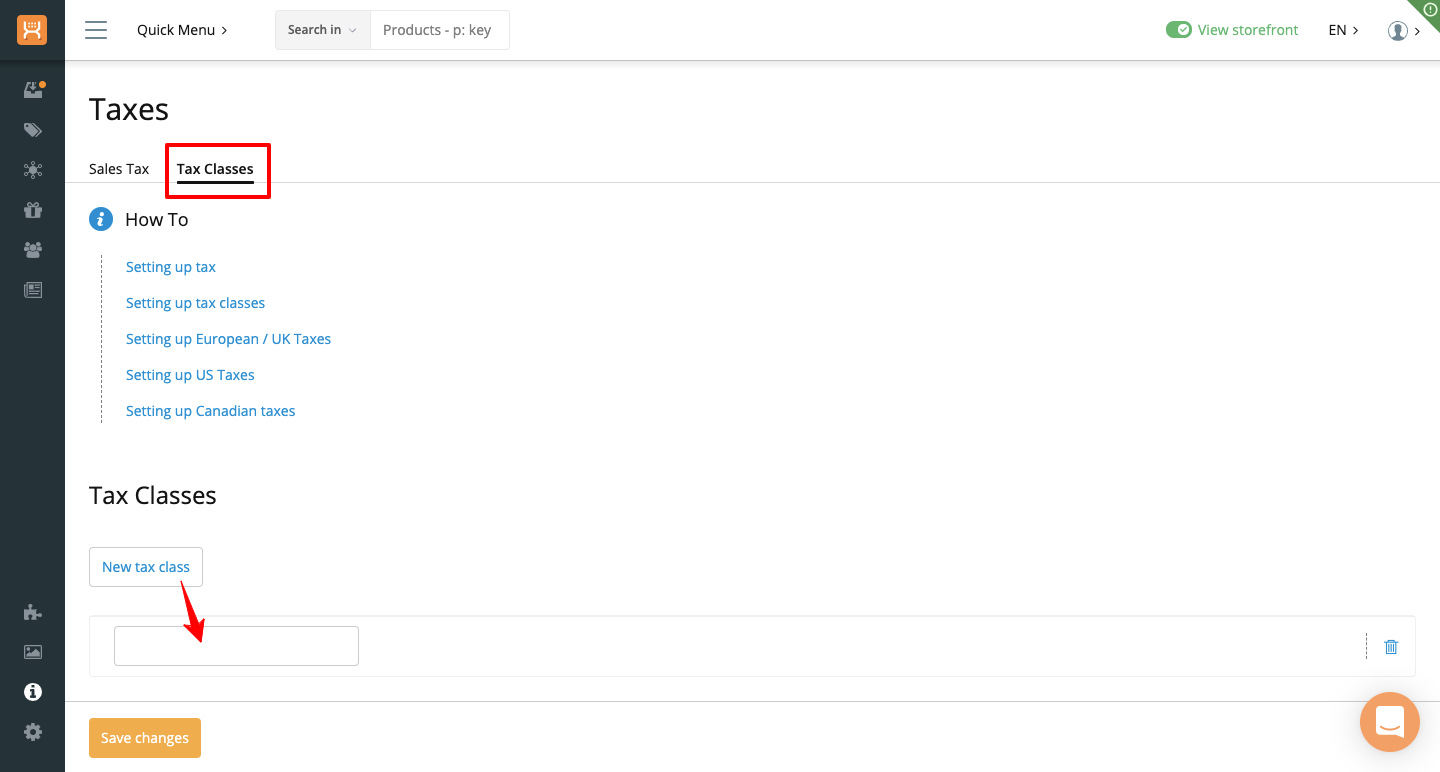 Quick Menu
Search in
Products - p: key
View storefront
EN
Taxes
Sales Tax
Tax Classes
How To
Setting up tax
Setting up tax classes
Setting up European / UK Taxes
Setting up US Taxes
Setting up Canadian taxes
Tax Classes
New tax class
Save changes